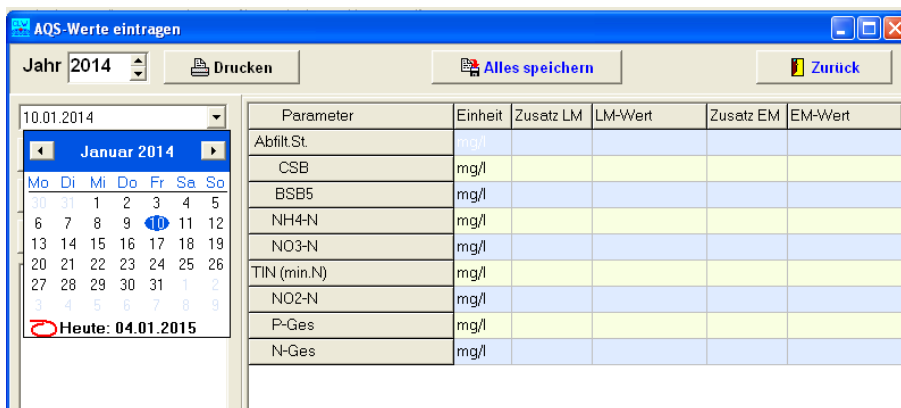 AQS-Werte eintragen
Jahr 2014 Drucken Alles speichern Zurück
10.01.2014
Januar 2014
Mo Di Mi Do Fr Sa So
30 31 1 2 3 4 5
6 7 8 9 10 11 12
13 14 15 16 17 18 19
20 21 22 23 24 25 26
27 28 29 30 31 1 2
3 4 5 6 7 8 9
Heute: 04.01.2015
Parameter Einheit Zusatz LM LM-Wert Zusatz EM EM-Wert
Abfilt.St. mg/l
CSB mg/l
BSB5 mg/l
NH4-N mg/l
NO3-N mg/l
TIN (min.N) mg/l
NO2-N mg/l
P-Ges mg/l
N-Ges mg/l